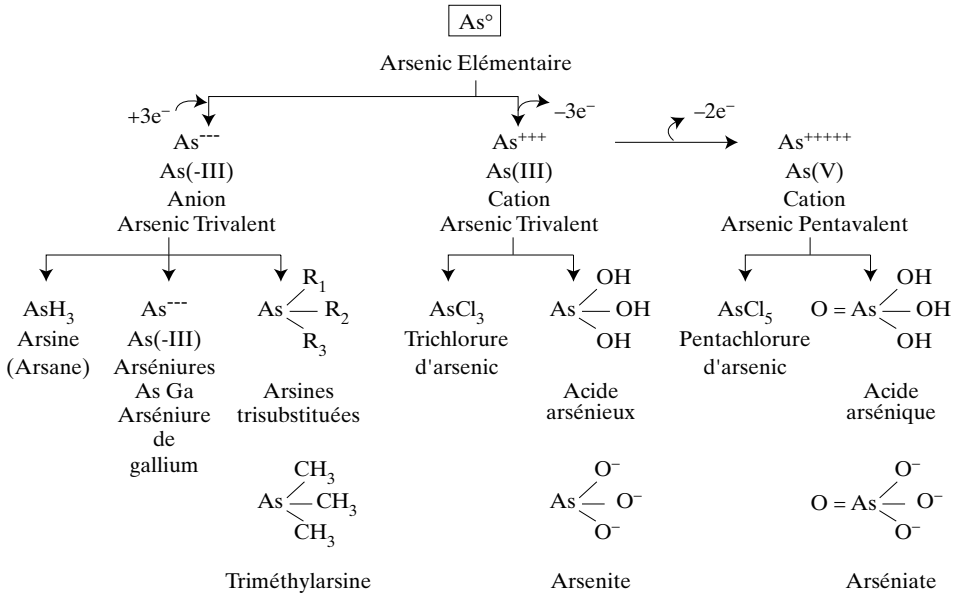 As°
Arsenic Elémentaire
+3e⁻
–3e⁻
–2e⁻
As⁻⁻⁻
As⁺⁺⁺
As⁺⁺⁺⁺⁺
As(-III)
As(III)
As(V)
Anion
Cation
Cation
Arsenic Trivalent
Arsenic Trivalent
Arsenic Pentavalent
AsH₃
Arsine
(Arsane)
As⁻⁻⁻
As(-III)
Arséniures
As Ga
Arséniure
de
gallium
R₁
As — R₂
R₃
Arsines
trisubstituées
CH₃
As — CH₃
CH₃
Triméthylarsine
AsCl₃
Trichlorure
d'arsenic
OH
As — OH
OH
Acide
arsénieux
O⁻
As — O⁻
O⁻
Arsenite
AsCl₅
Pentachlorure
d'arsenic
OH
O = As — OH
OH
Acide
arsénique
O⁻
O = As — O⁻
O⁻
Arséniate